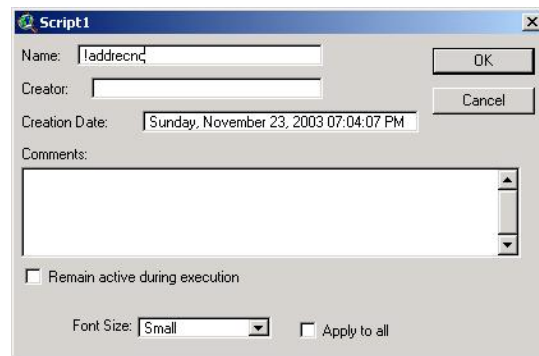 Script1
Name: !addrecno
OK
Creator:
Cancel
Creation Date: Sunday, November 23, 2003 07:04:07 PM
Comments:
Remain active during execution
Font Size: Small
Apply to all